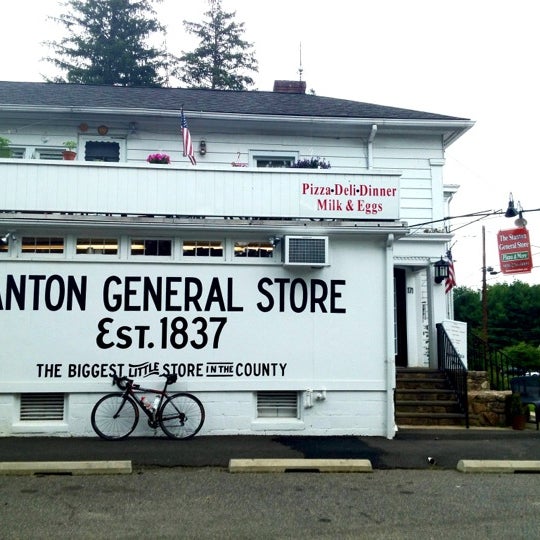 Pizza•Deli•Dinner
Milk & Eggs
The Stanton
General Store
Pizza & More
ANTON GENERAL STORE
Est. 1837
THE BIGGEST LITTLE STORE IN THE COUNTY